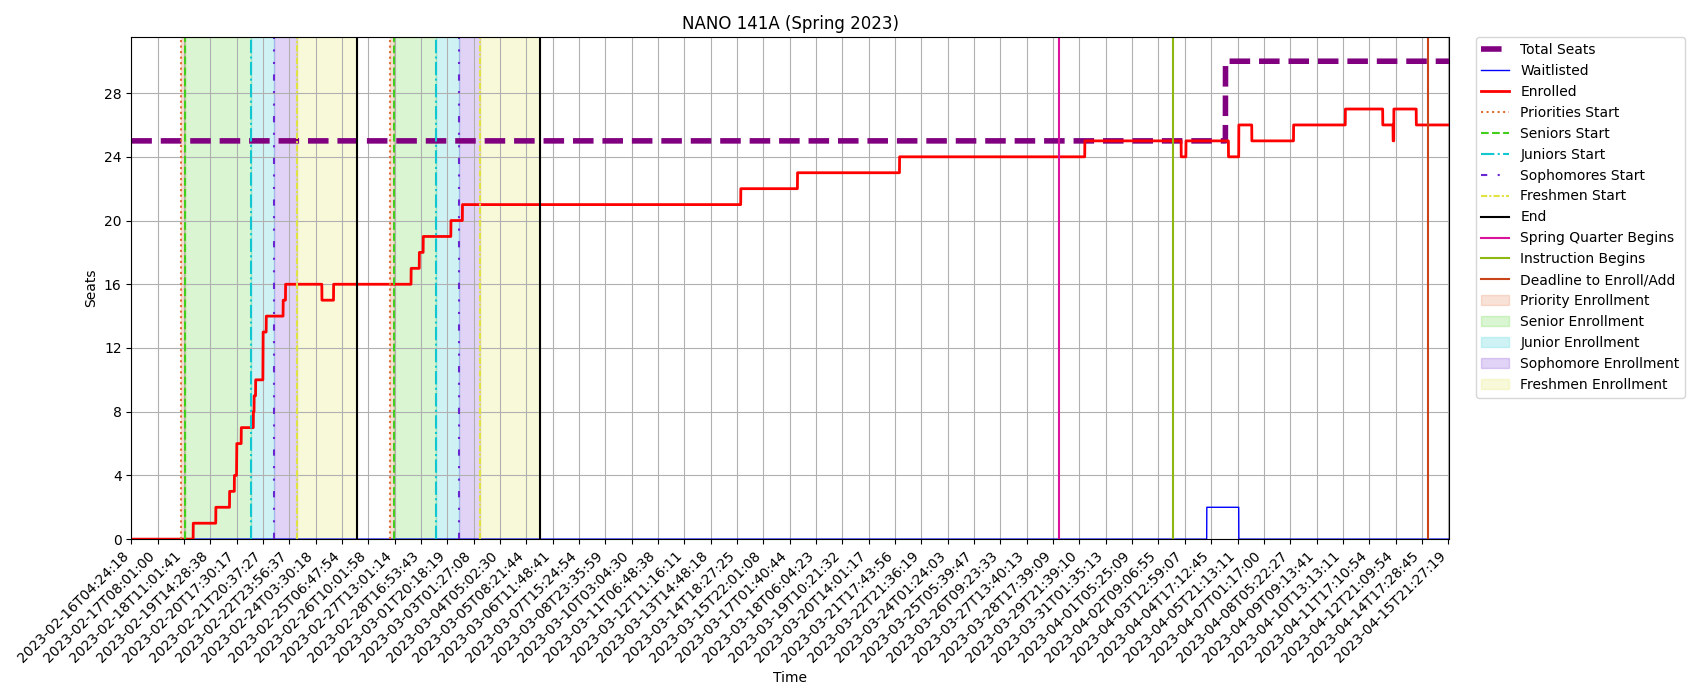 NANO 141A (Spring 2023)
Total Seats
Waitlisted
Enrolled
Priorities Start
Seniors Start
Juniors Start
Sophomores Start
Freshmen Start
End
Spring Quarter Begins
Instruction Begins
Deadline to Enroll/Add
Priority Enrollment
Senior Enrollment
Junior Enrollment
Sophomore Enrollment
Freshmen Enrollment
Seats
28
24
20
16
12
8
4
0
2023-02-16T04:24:18
2023-02-17T08:01:00
2023-02-18T11:01:41
2023-02-19T14:28:38
2023-02-20T17:30:17
2023-02-21T20:37:27
2023-02-22T23:56:37
2023-02-24T03:30:18
2023-02-25T06:47:54
2023-02-26T10:01:58
2023-02-27T13:01:14
2023-02-28T16:53:43
2023-03-01T20:18:19
2023-03-03T01:27:08
2023-03-04T05:02:30
2023-03-05T08:21:44
2023-03-06T11:48:41
2023-03-07T15:24:54
2023-03-08T23:35:59
2023-03-10T03:04:30
2023-03-11T06:48:38
2023-03-12T11:16:11
2023-03-13T14:48:18
2023-03-14T18:27:25
2023-03-15T22:01:08
2023-03-17T01:40:44
2023-03-18T06:04:23
2023-03-19T10:21:32
2023-03-20T14:01:17
2023-03-21T17:43:56
2023-03-22T21:36:19
2023-03-24T01:24:03
2023-03-25T05:39:47
2023-03-26T09:23:33
2023-03-27T13:40:13
2023-03-28T17:39:09
2023-03-29T21:39:10
2023-03-31T01:35:13
2023-04-01T05:25:09
2023-04-02T09:06:55
2023-04-03T12:59:07
2023-04-04T17:12:45
2023-04-05T21:13:11
2023-04-07T01:17:00
2023-04-08T05:22:27
2023-04-09T09:13:41
2023-04-10T13:13:11
2023-04-11T17:10:54
2023-04-12T21:09:54
2023-04-14T17:28:45
2023-04-15T21:27:19
Time